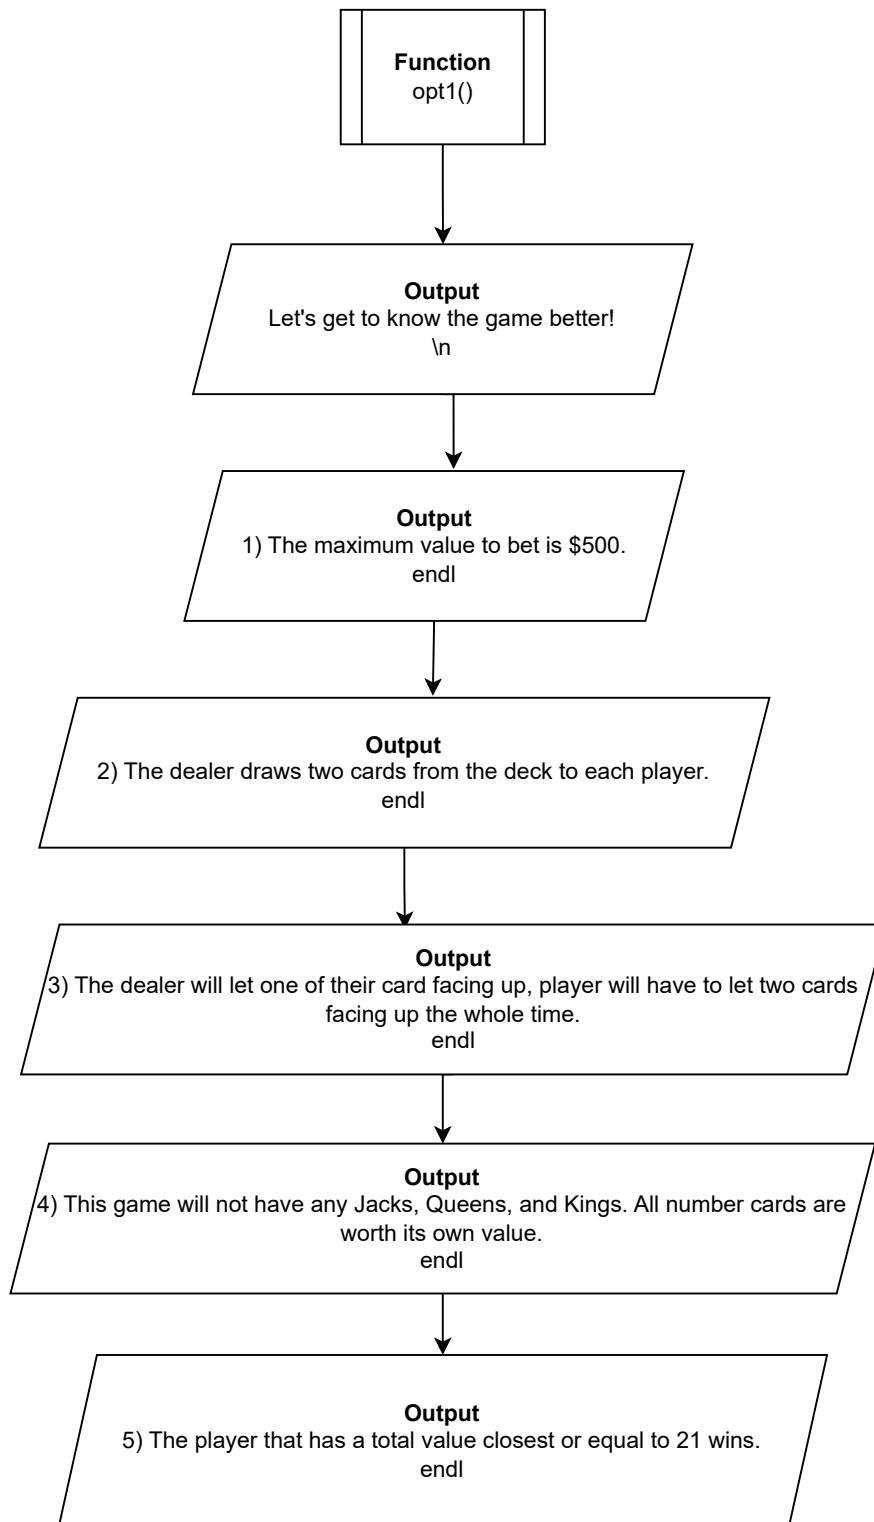 Function
opt1()
Output
Let's get to know the game better!
\n
Output
1) The maximum value to bet is $500.
endl
Output
2) The dealer draws two cards from the deck to each player.
endl
Output
3) The dealer will let one of their card facing up, player will have to let two cards
facing up the whole time.
endl
Output
4) This game will not have any Jacks, Queens, and Kings. All number cards are
worth its own value.
endl
Output
5) The player that has a total value closest or equal to 21 wins.
endl